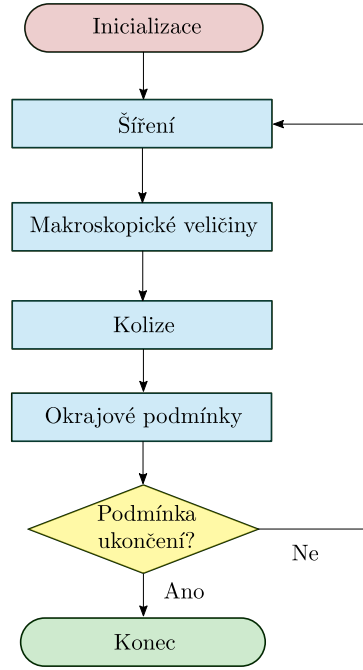 Inicializace
Šíření
Makroskopické veličiny
Kolize
Okrajové podmínky
Podmínka
ukončení?
Ne
Ano
Konec